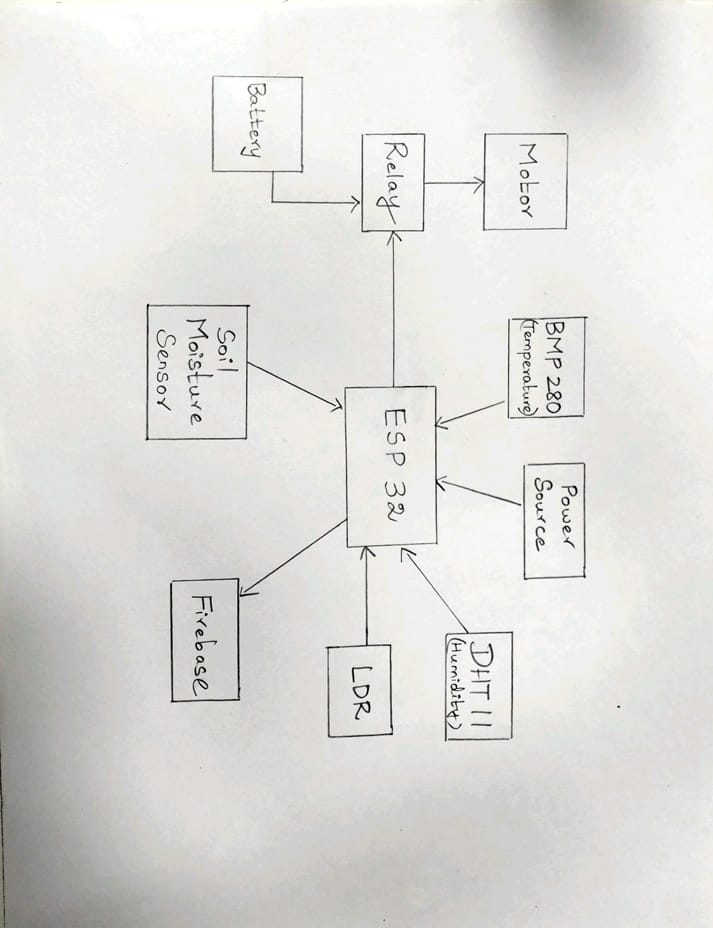 Motor
BMP 280
(Temperature)
Power
Source
DHT 11
(Humidity)
Relay
ESP 32
LDR
Battery
Soil
Moisture
Sensor
Firebase